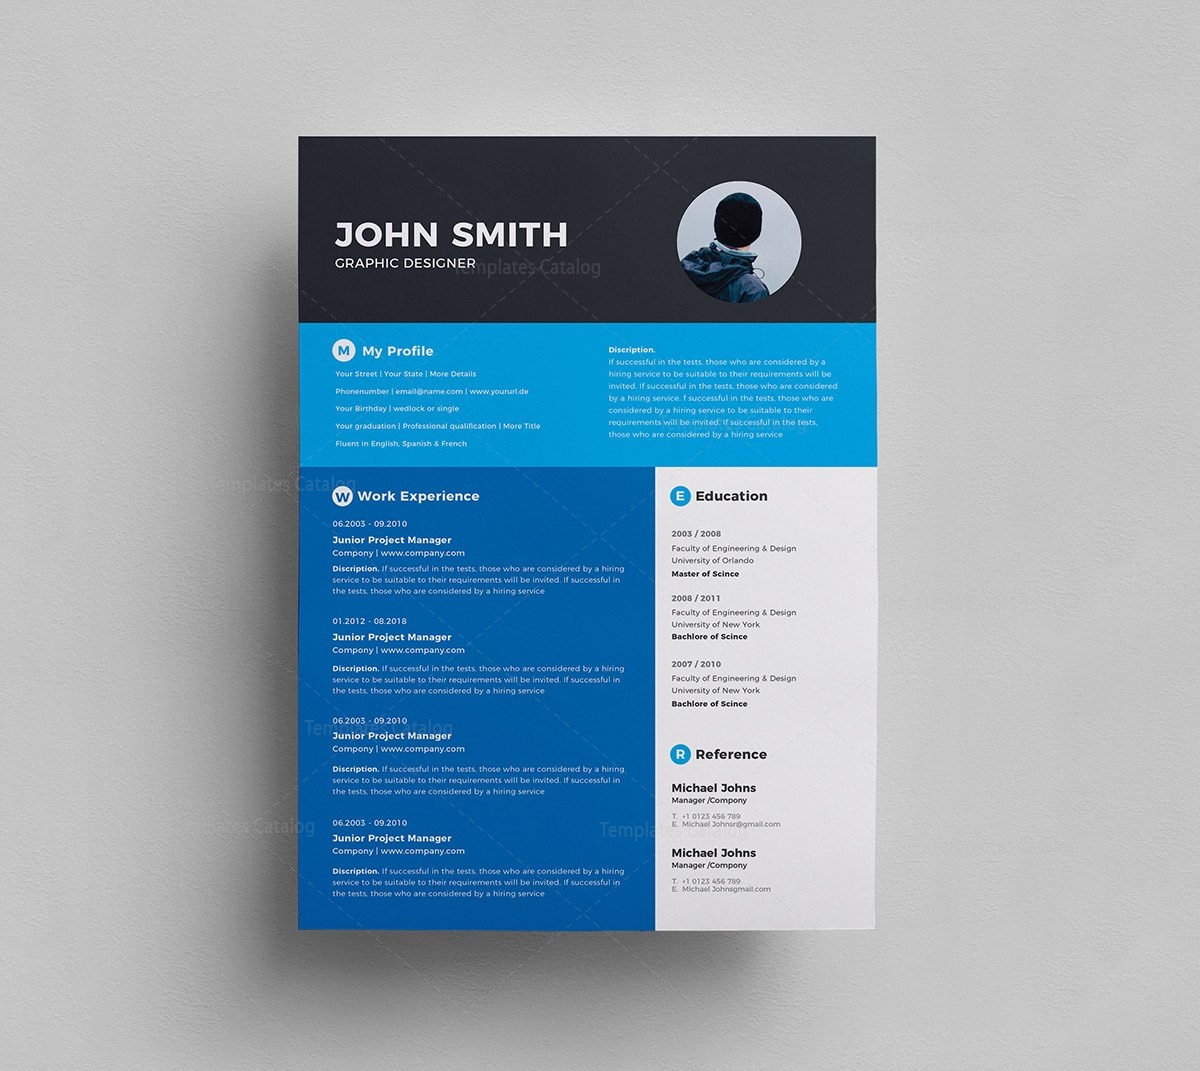 JOHN SMITH
GRAPHIC DESIGNER
Templates Catalog
M My Profile
Your Street | Your State | More Details
Phonenumber | email@name.com | www.yoururl.de
Your Birthday | wedlock or single
Your graduation | Professional qualification | More Title
Fluent in English, Spanish & French
Discription.
If successful in the tests, those who are considered by a
hiring service to be suitable to their requirements will be
invited. If successful in the tests, those who are considered
by a hiring service. f successful in the tests, those who are
considered by a hiring service to be suitable to their
requirements will be invited. If successful in the tests,
those who are considered by a hiring service
Templates Catalog
W Work Experience
06.2003 - 09.2010
Junior Project Manager
Company | www.company.com
Discription. If successful in the tests, those who are considered by a hiring
service to be suitable to their requirements will be invited. If successful in
the tests, those who are considered by a hiring service
01.2012 - 08.2018
Junior Project Manager
Company | www.company.com
Discription. If successful in the tests, those who are considered by a hiring
service to be suitable to their requirements will be invited. If successful in
the tests, those who are considered by a hiring service
06.2003 - 09.2010
Templates Catalog
Junior Project Manager
Company | www.company.com
Discription. If successful in the tests, those who are considered by a hiring
service to be suitable to their requirements will be invited. If successful in
the tests, those who are considered by a hiring service
06.2003 - 09.2010
Catalog
Junior Project Manager
Company | www.company.com
Discription. If successful in the tests, those who are considered by a hiring
service to be suitable to their requirements will be invited. If successful in
the tests, those who are considered by a hiring service
E Education
2003 / 2008
Faculty of Engineering & Design
University of Orlando
Master of Scince
2008 / 2011
Faculty of Engineering & Design
University of New York
Bachlore of Scince
2007 / 2010
Faculty of Engineering & Design
University of New York
Bachlore of Scince
R Reference
Michael Johns
Manager /Compony
T. +1 0123 456 789
E. Michael Johnsr@gmail.com
Michael Johns
Manager /Compony
T. +1 0123 456 789
E. Michael Johnsgmail.com